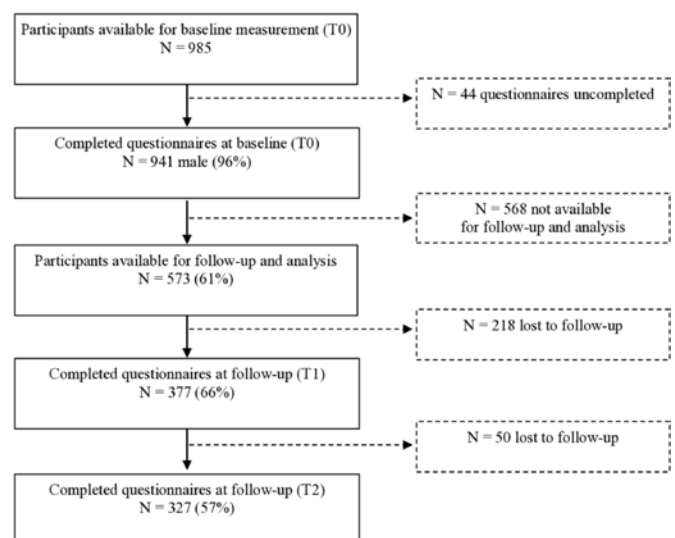 Participants available for baseline measurement (T0)
N = 985
N = 44 questionnaires uncompleted
Completed questionnaires at baseline (T0)
N = 941 male (96%)
N = 568 not available
for follow-up and analysis
Participants available for follow-up and analysis
N = 573 (61%)
N = 218 lost to follow-up
Completed questionnaires at follow-up (T1)
N = 377 (66%)
N = 50 lost to follow-up
Completed questionnaires at follow-up (T2)
N = 327 (57%)